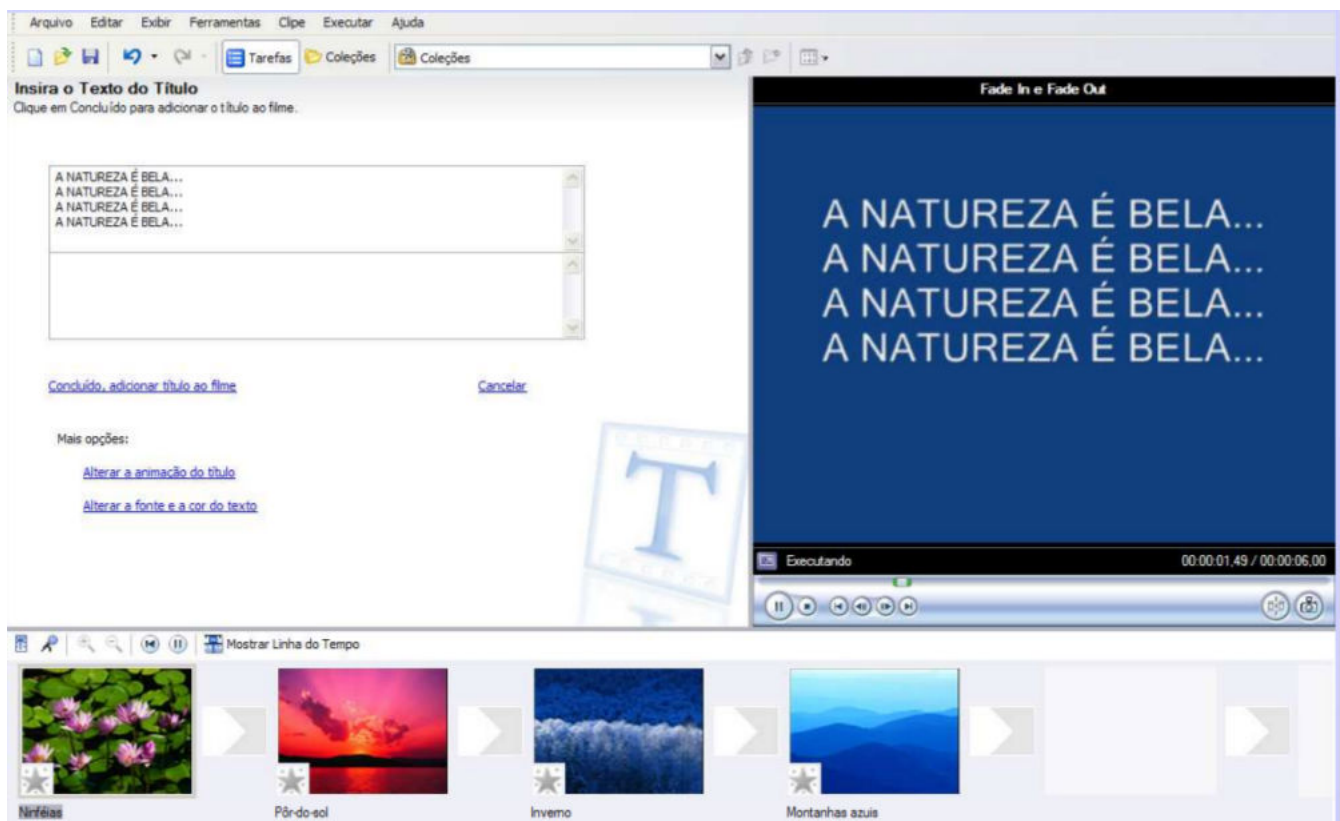 Arquivo Editar Exibir Ferramentas Clipe Executar Ajuda
Tarefas Coleções Coleções
Insira o Texto do Título
Clique em Concluído para adicionar o título ao filme.
A NATUREZA É BELA...
A NATUREZA É BELA...
A NATUREZA É BELA...
A NATUREZA É BELA...
Concluído, adicionar título ao filme
Cancelar
Mais opções:
Alterar a animação do título
Alterar a fonte e a cor do texto
T
Fade In e Fade Out
A NATUREZA É BELA...
A NATUREZA É BELA...
A NATUREZA É BELA...
A NATUREZA É BELA...
Executando 00:00:01,49 / 00:00:06,00
Mostrar Linha do Tempo
Ninféias Pôr-do-sol Inverno Montanhas azuis